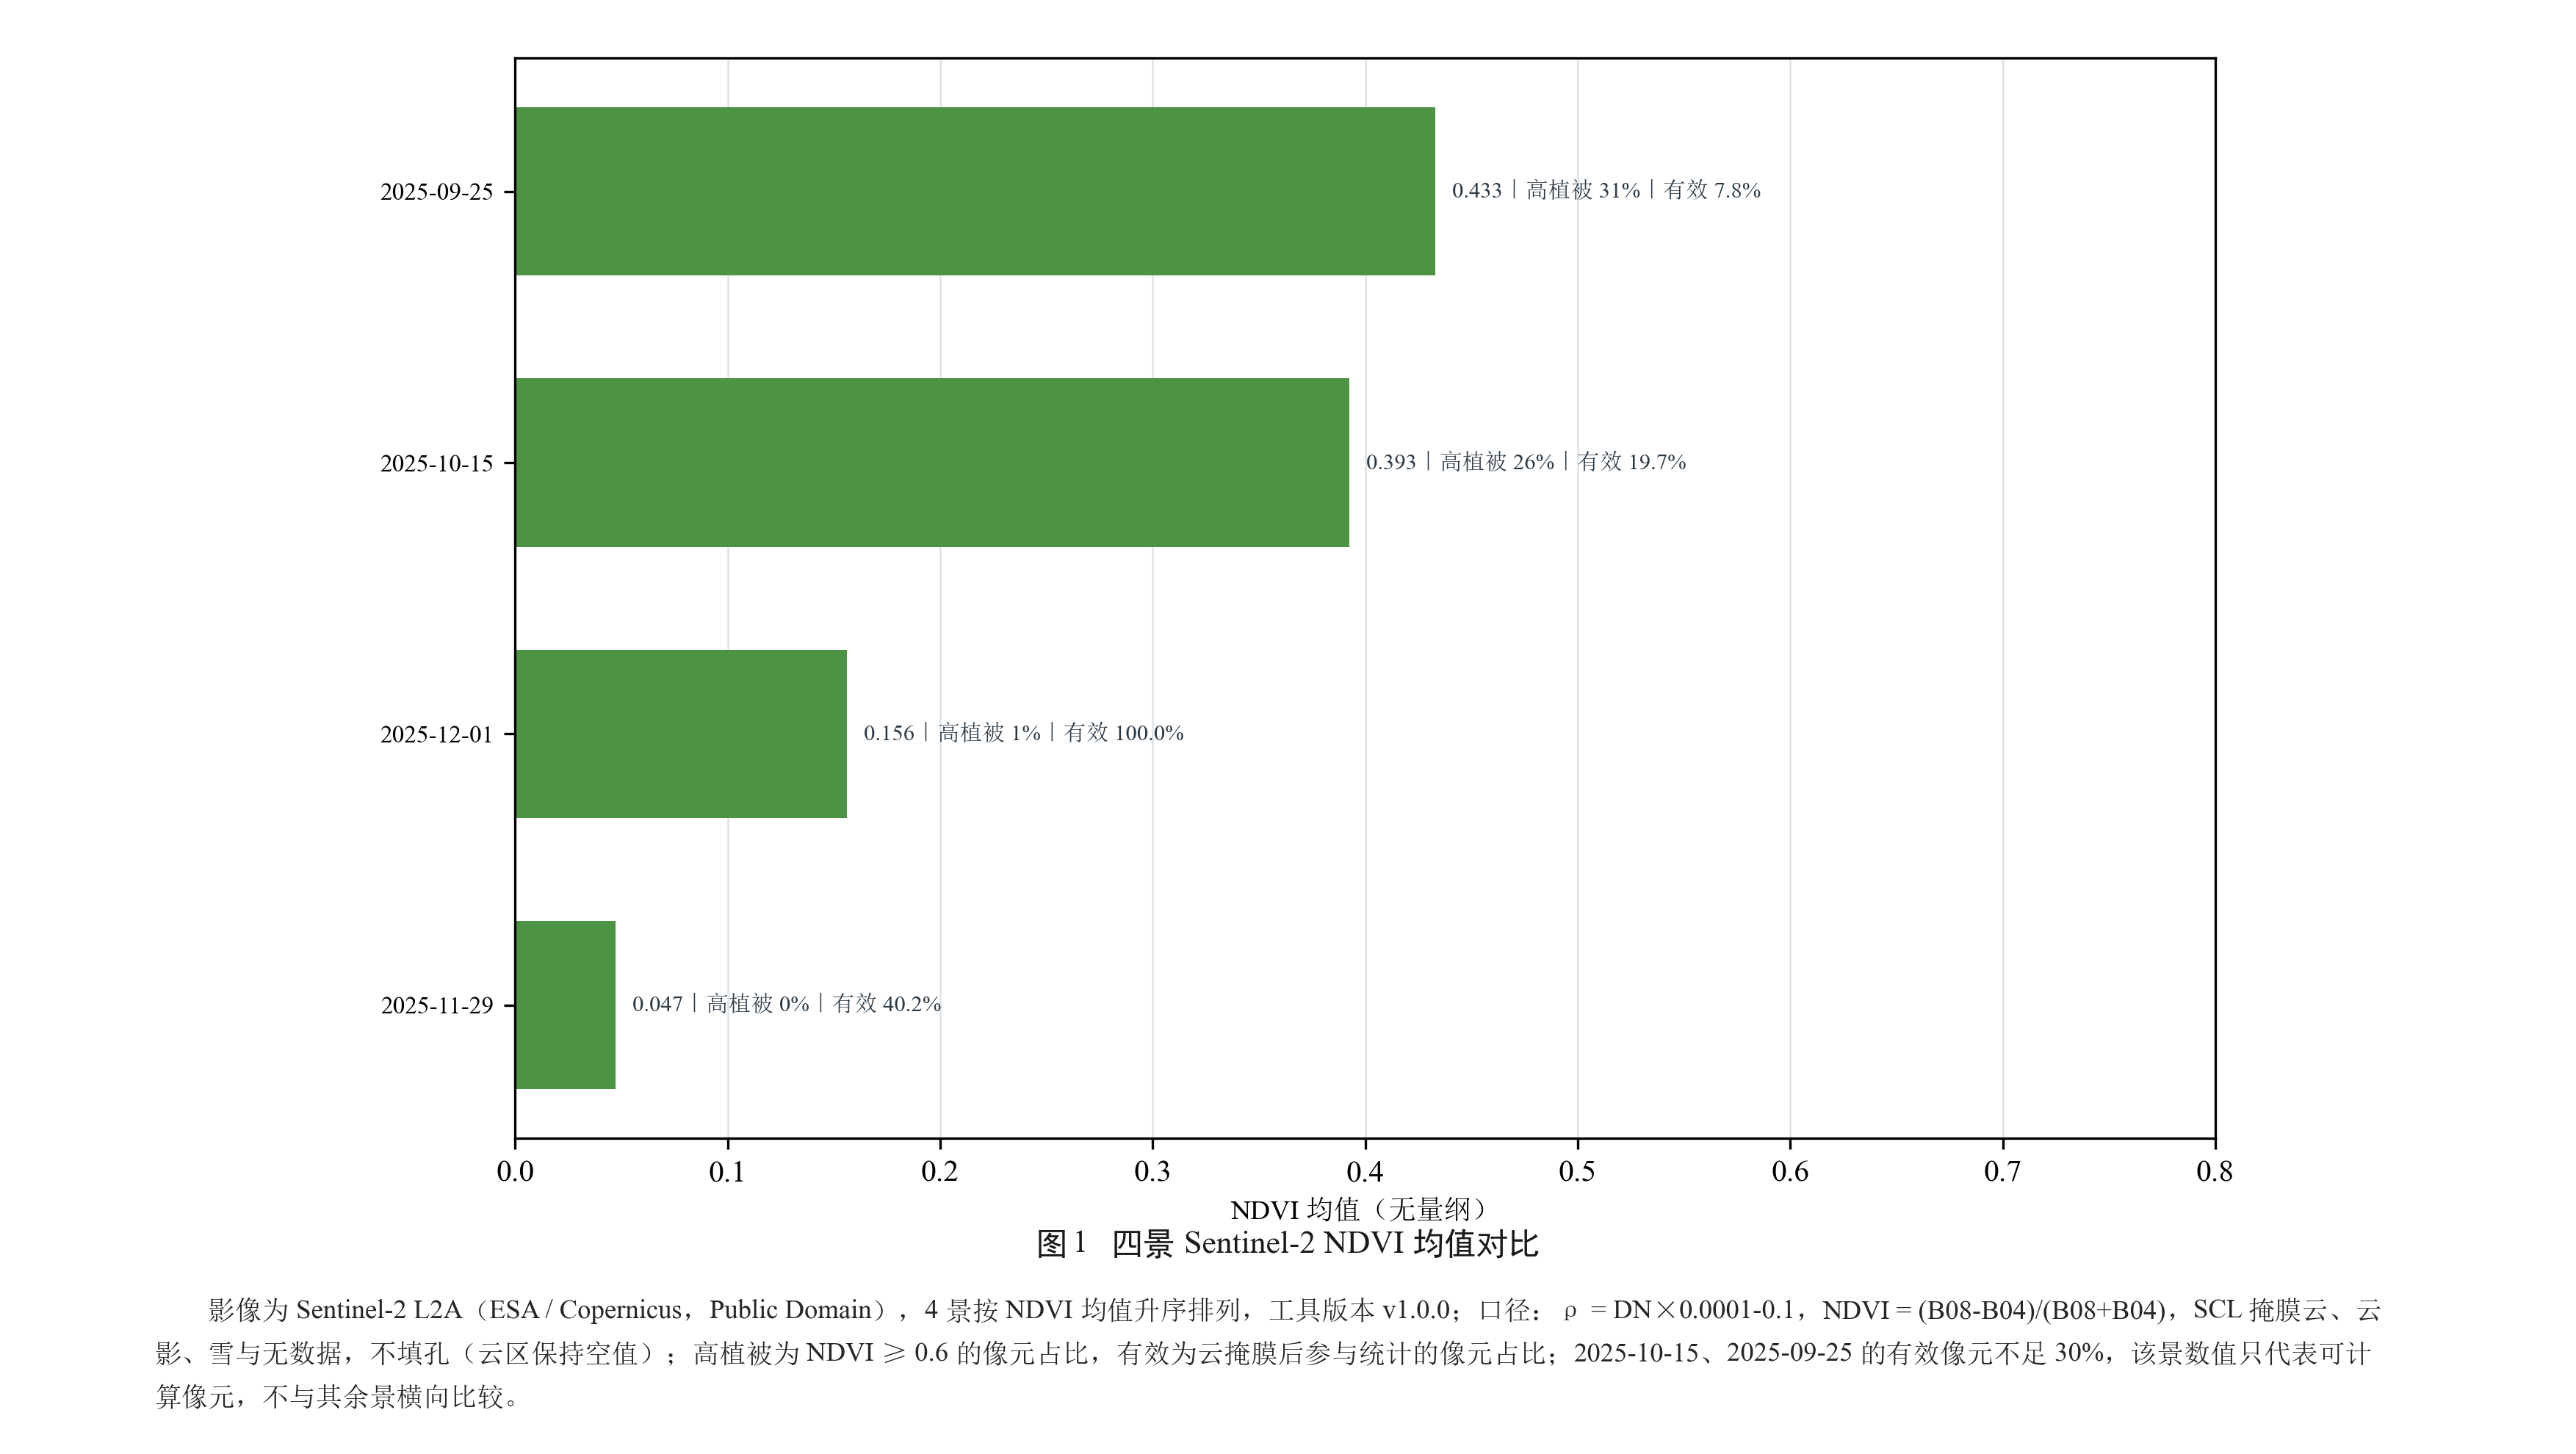 2025-09-25
0.433｜高植被 31%｜有效 7.8%
2025-10-15
0.393｜高植被 26%｜有效 19.7%
2025-12-01
0.156｜高植被 1%｜有效 100.0%
2025-11-29
0.047｜高植被 0%｜有效 40.2%
0.0 0.1 0.2 0.3 0.4 0.5 0.6 0.7 0.8
NDVI 均值（无量纲）
图 1 四景 Sentinel-2 NDVI 均值对比
影像为 Sentinel-2 L2A（ESA / Copernicus，Public Domain），4 景按 NDVI 均值升序排列，工具版本 v1.0.0；口径：ρ = DN×0.0001-0.1，NDVI = (B08-B04)/(B08+B04)，SCL 掩膜云、云
影、雪与无数据，不填孔（云区保持空值）；高植被为 NDVI ≥ 0.6 的像元占比，有效为云掩膜后参与统计的像元占比；2025-10-15、2025-09-25 的有效像元不足 30%，该景数值只代表可计
算像元，不与其余景横向比较。